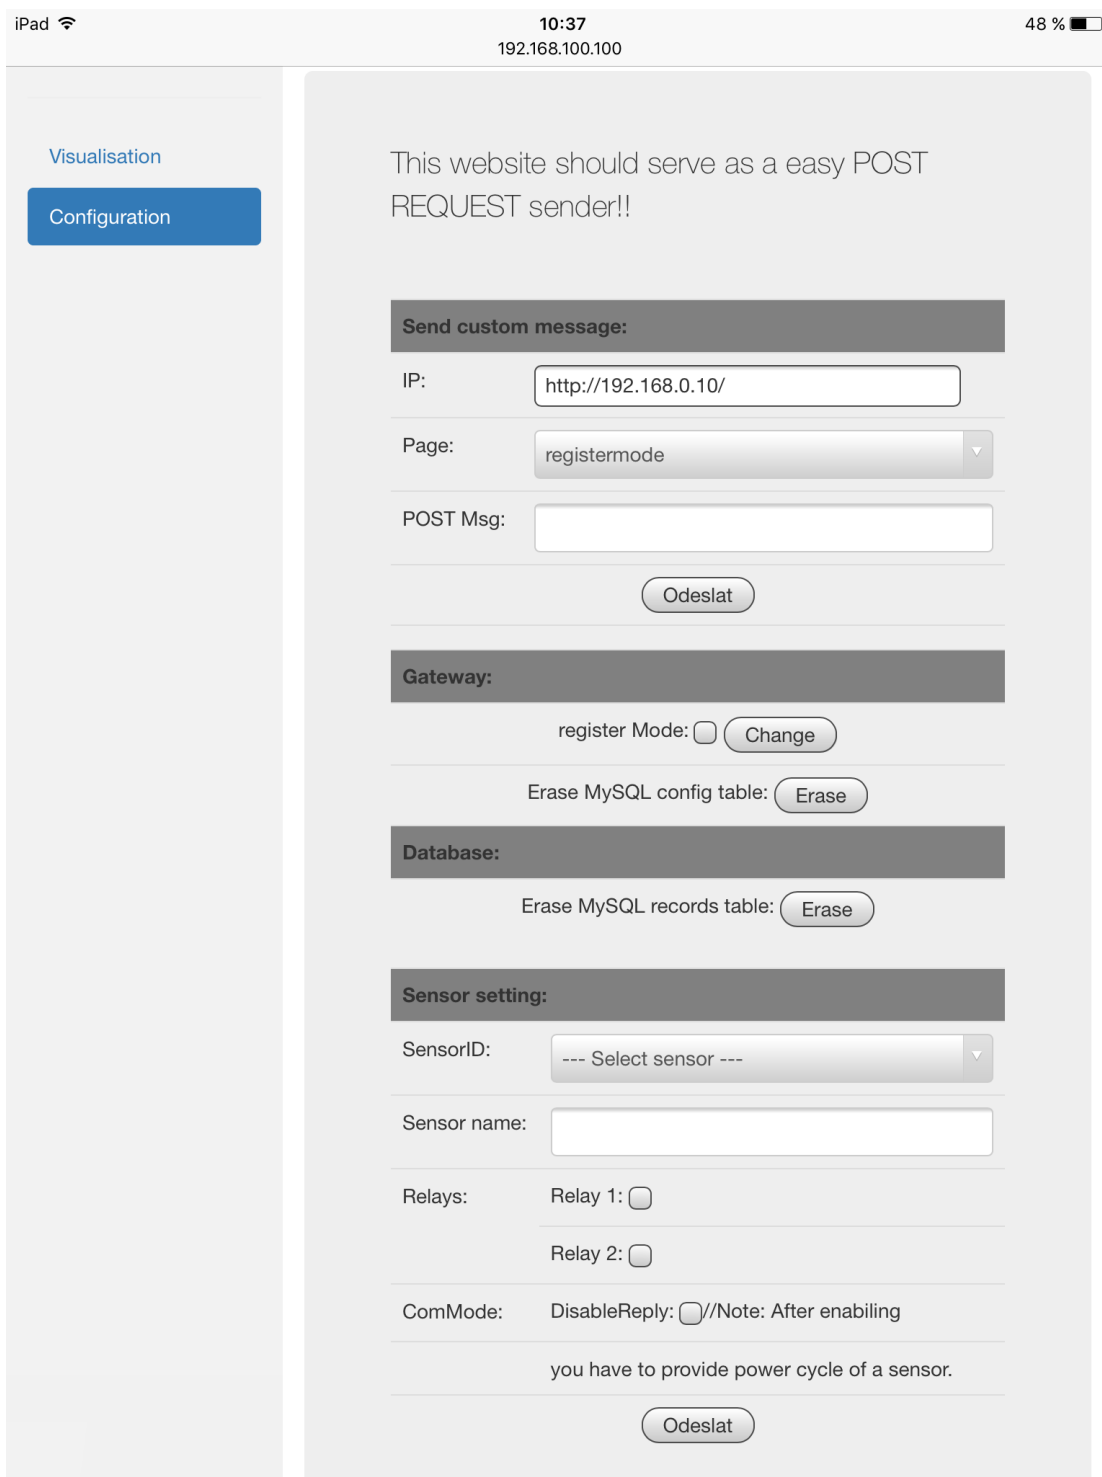 iPad
10:37
48 %
192.168.100.100
Visualisation
Configuration
This website should serve as a easy POST
REQUEST sender!!
Send custom message:
IP: http://192.168.0.10/
Page: registermode
POST Msg:
Odeslat
Gateway:
register Mode: Change
Erase MySQL config table: Erase
Database:
Erase MySQL records table: Erase
Sensor setting:
SensorID: --- Select sensor ---
Sensor name:
Relays: Relay 1:
Relay 2:
ComMode: DisableReply: //Note: After enabiling
you have to provide power cycle of a sensor.
Odeslat